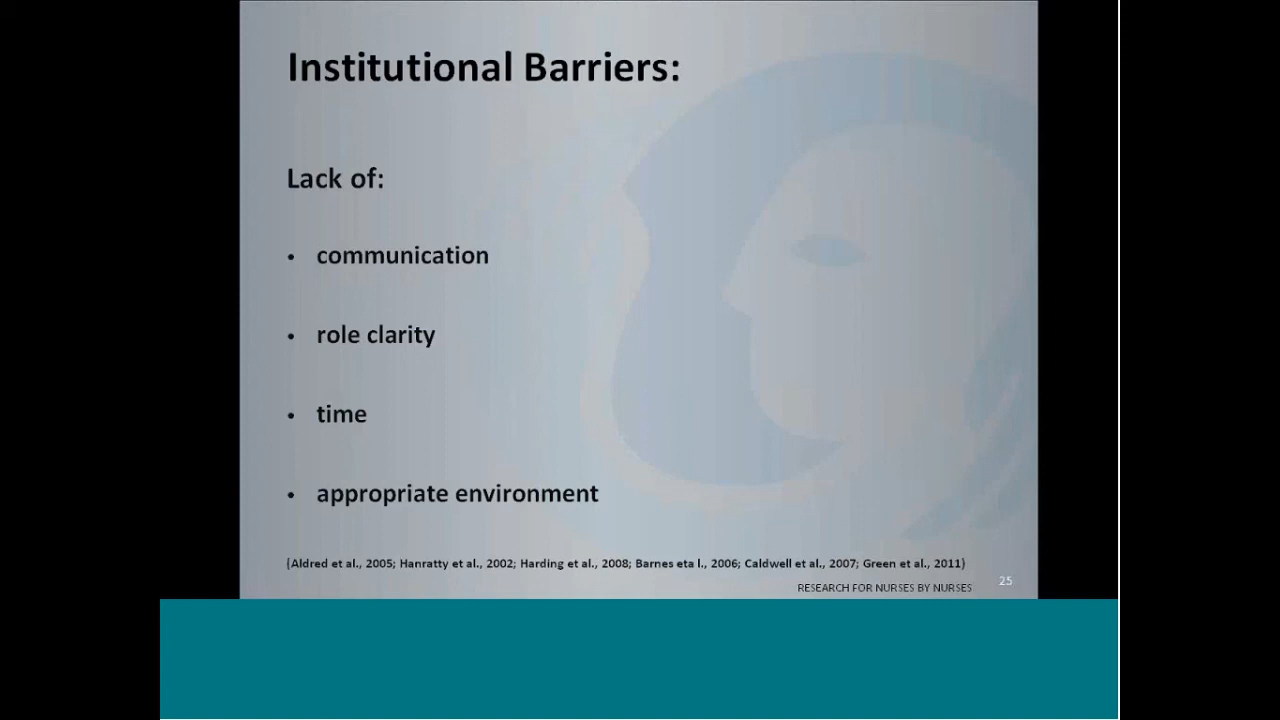 Institutional Barriers:
Lack of:
• communication
• role clarity
• time
• appropriate environment
(Aldred et al., 2005; Hanratty et al., 2002; Harding et al., 2008; Barnes eta l., 2006; Caldwell et al., 2007; Green et al., 2011)
RESEARCH FOR NURSES BY NURSES
25